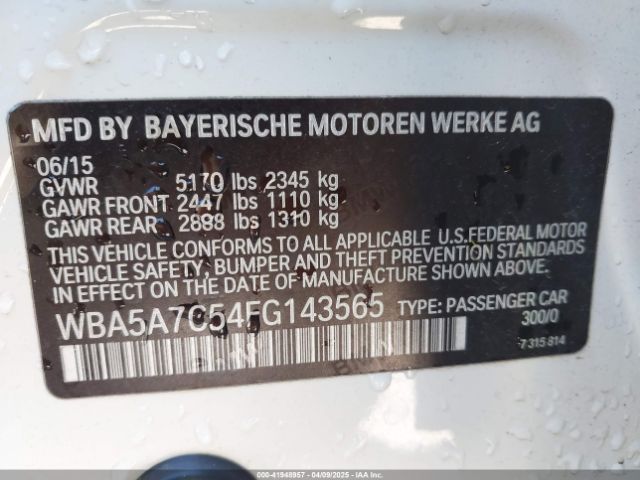 MFD BY BAYERISCHE MOTOREN WERKE AG
06/15
GVWR 5170 lbs 2345 kg
GAWR FRONT 2447 lbs 1110 kg
GAWR REAR 2888 lbs 1310 kg
THIS VEHICLE CONFORMS TO ALL APPLICABLE U.S.FEDERAL MOTOR
VEHICLE SAFETY, BUMPER AND THEFT PREVENTION STANDARDS
IN EFFECT ON THE DATE OF MANUFACTURE SHOWN ABOVE.
WBA5A7C54FG143565 TYPE: PASSENGER CAR
300/0
7 315 814
000-41948957 - 04/09/2025 - IAAI